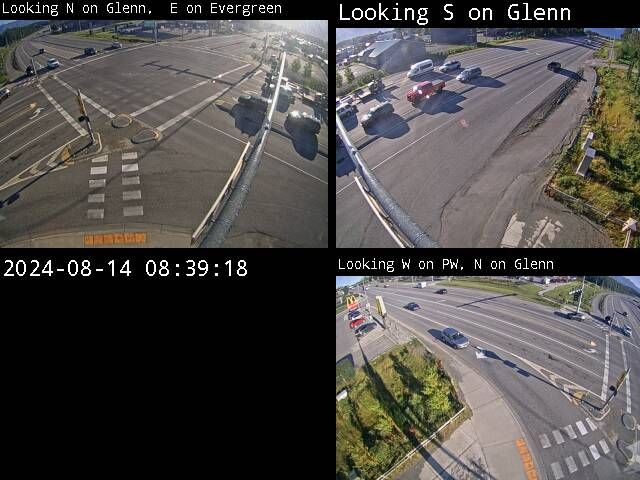 Looking N on Glenn,  E on Evergreen
Looking S on Glenn
2024-08-14 08:39:18
Looking W on PW, N on Glenn